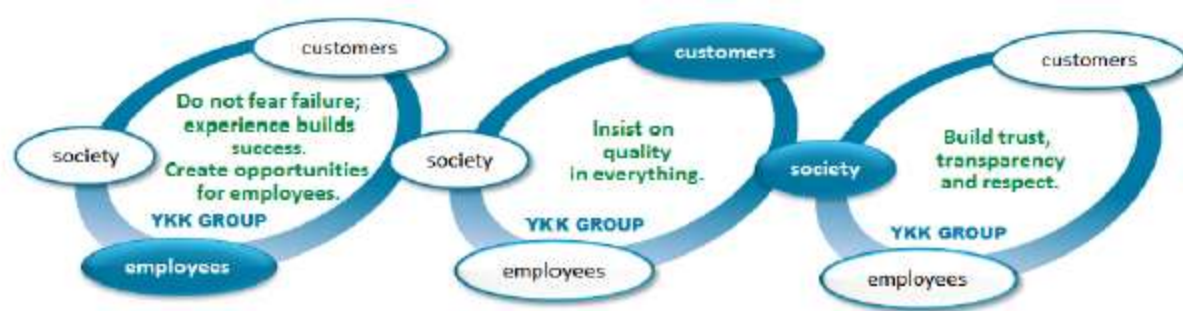 customers
Do not fear failure;
experience builds
success.
Create opportunities
for employees.
society
YKK GROUP
employees
customers
Insist on
quality
in everything.
society
YKK GROUP
employees
customers
Build trust,
transparency
and respect.
society
YKK GROUP
employees